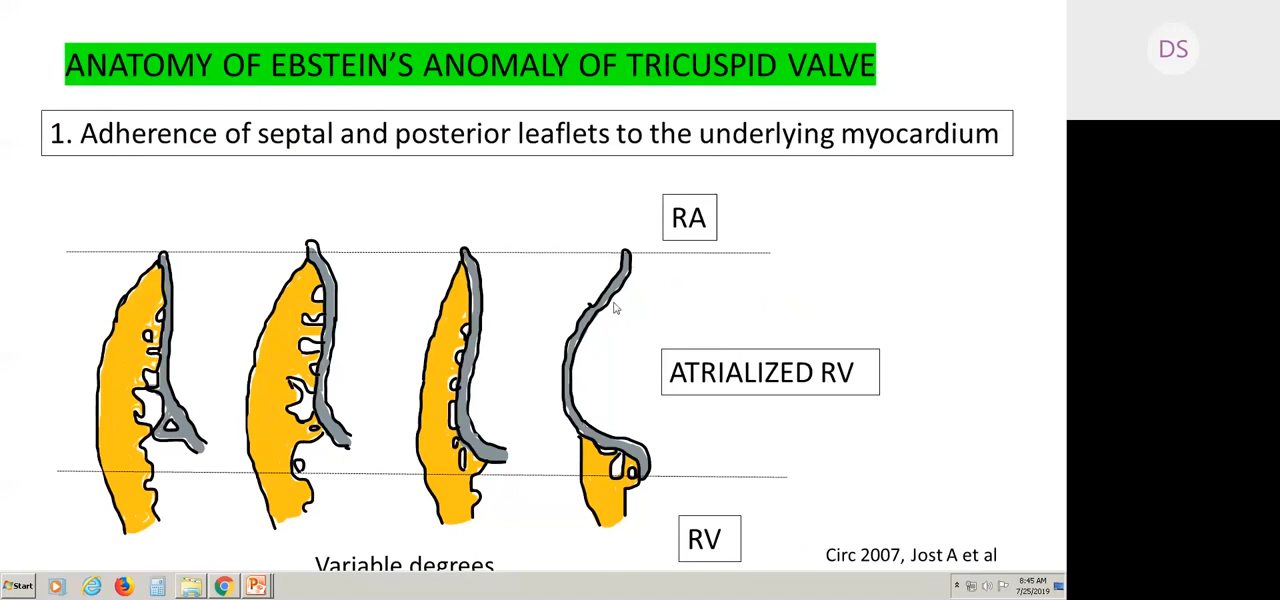 DS
ANATOMY OF EBSTEIN'S ANOMALY OF TRICUSPID VALVE
1. Adherence of septal and posterior leaflets to the underlying myocardium
RA
ATRIALIZED RV
RV
Variable degrees
Circ 2007, Jost A et al
Start
8:45 AM
7/25/2019